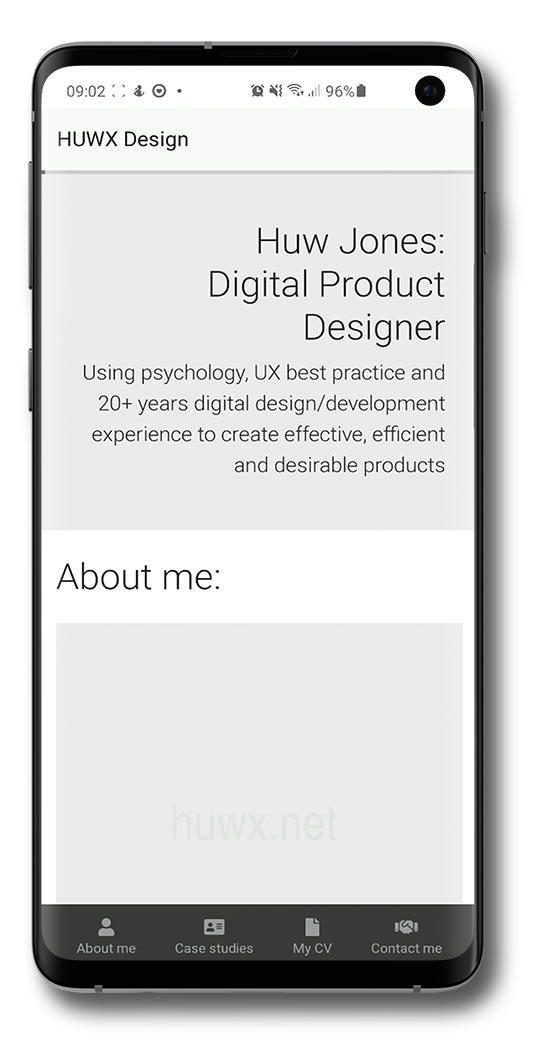 09:02
96%
HUWX Design
Huw Jones:
Digital Product
Designer
Using psychology, UX best practice and
20+ years digital design/development
experience to create effective, efficient
and desirable products
About me:
huwx.net
About me
Case studies
My CV
Contact me